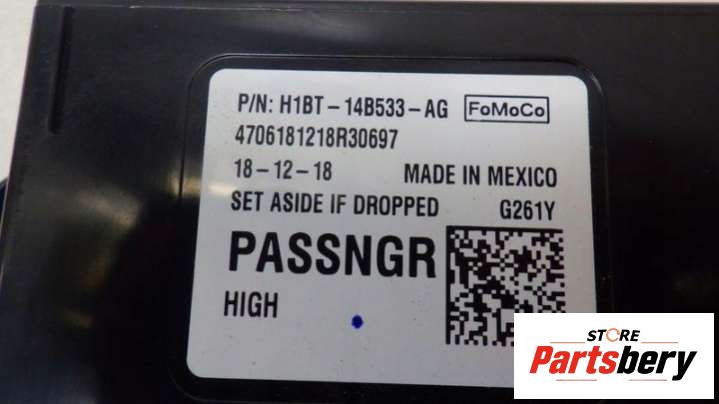 P/N: H1BT-14B533-AG FoMoCo
4706181218R30697
18-12-18 MADE IN MEXICO
SET ASIDE IF DROPPED G261Y
PASSNGR
HIGH
STORE
Partsbery